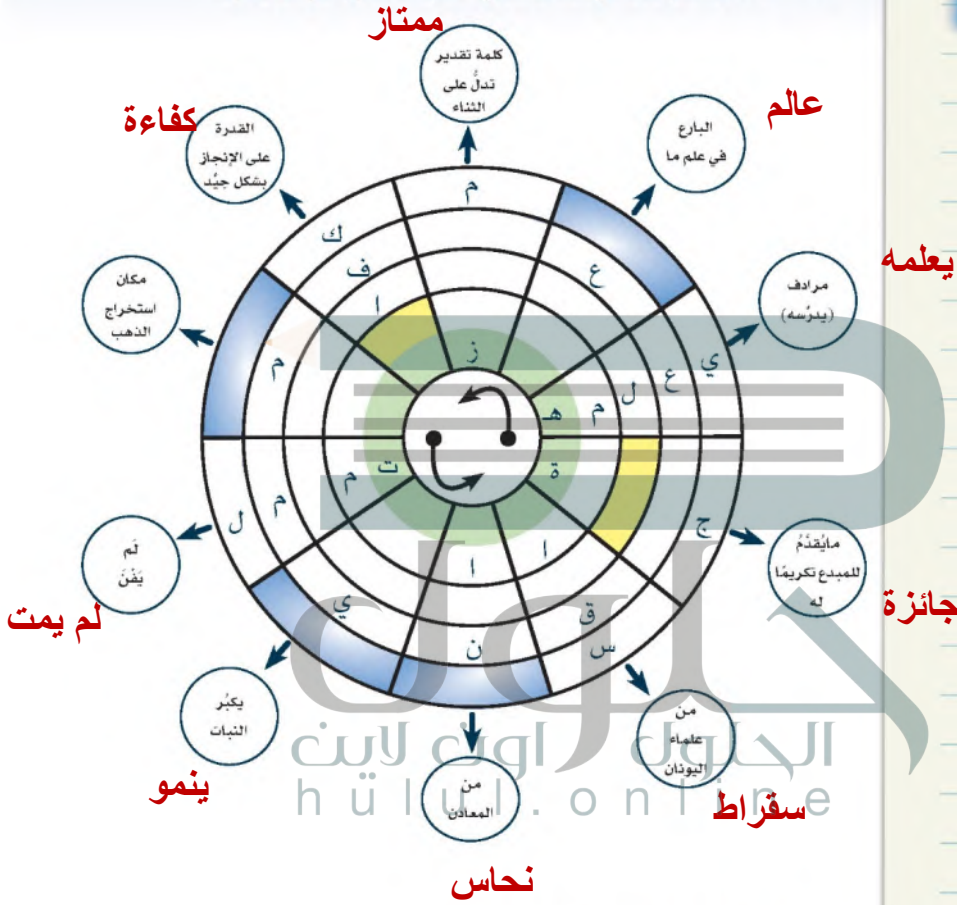 ممتاز
كلمة تقدير
تدلُّ على
الثناء
عالم
البارع
في علم ما
كفاءة
القدرة
على الإنجاز
بشكل جيِّد
يعلمه
مرادف
(يدرِّسه)
مكان
استخراج
الذهب
م
ك
ف
ا
ع
ز
ي
ع
ل
م
هـ
م
ة
ت
م
م
ل
ج
ا
ا
ق
س
ي
ن
مايُقدَّمُ
للمبدع تكريمًا
له
جائزة
لَم
يَفْنَ
لم يمت
يكبُر
النبات
ينمو
من
المعادن
نحاس
من
علماء
اليونان
سقراط
حلول
الحلول اون لاين
hulul.online